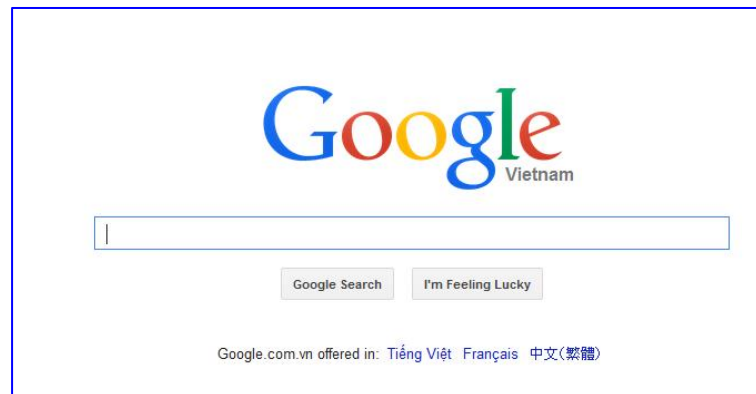 Google
Vietnam
Google Search I'm Feeling Lucky
Google.com.vn offered in: Tiếng Việt Français 中文(繁體)